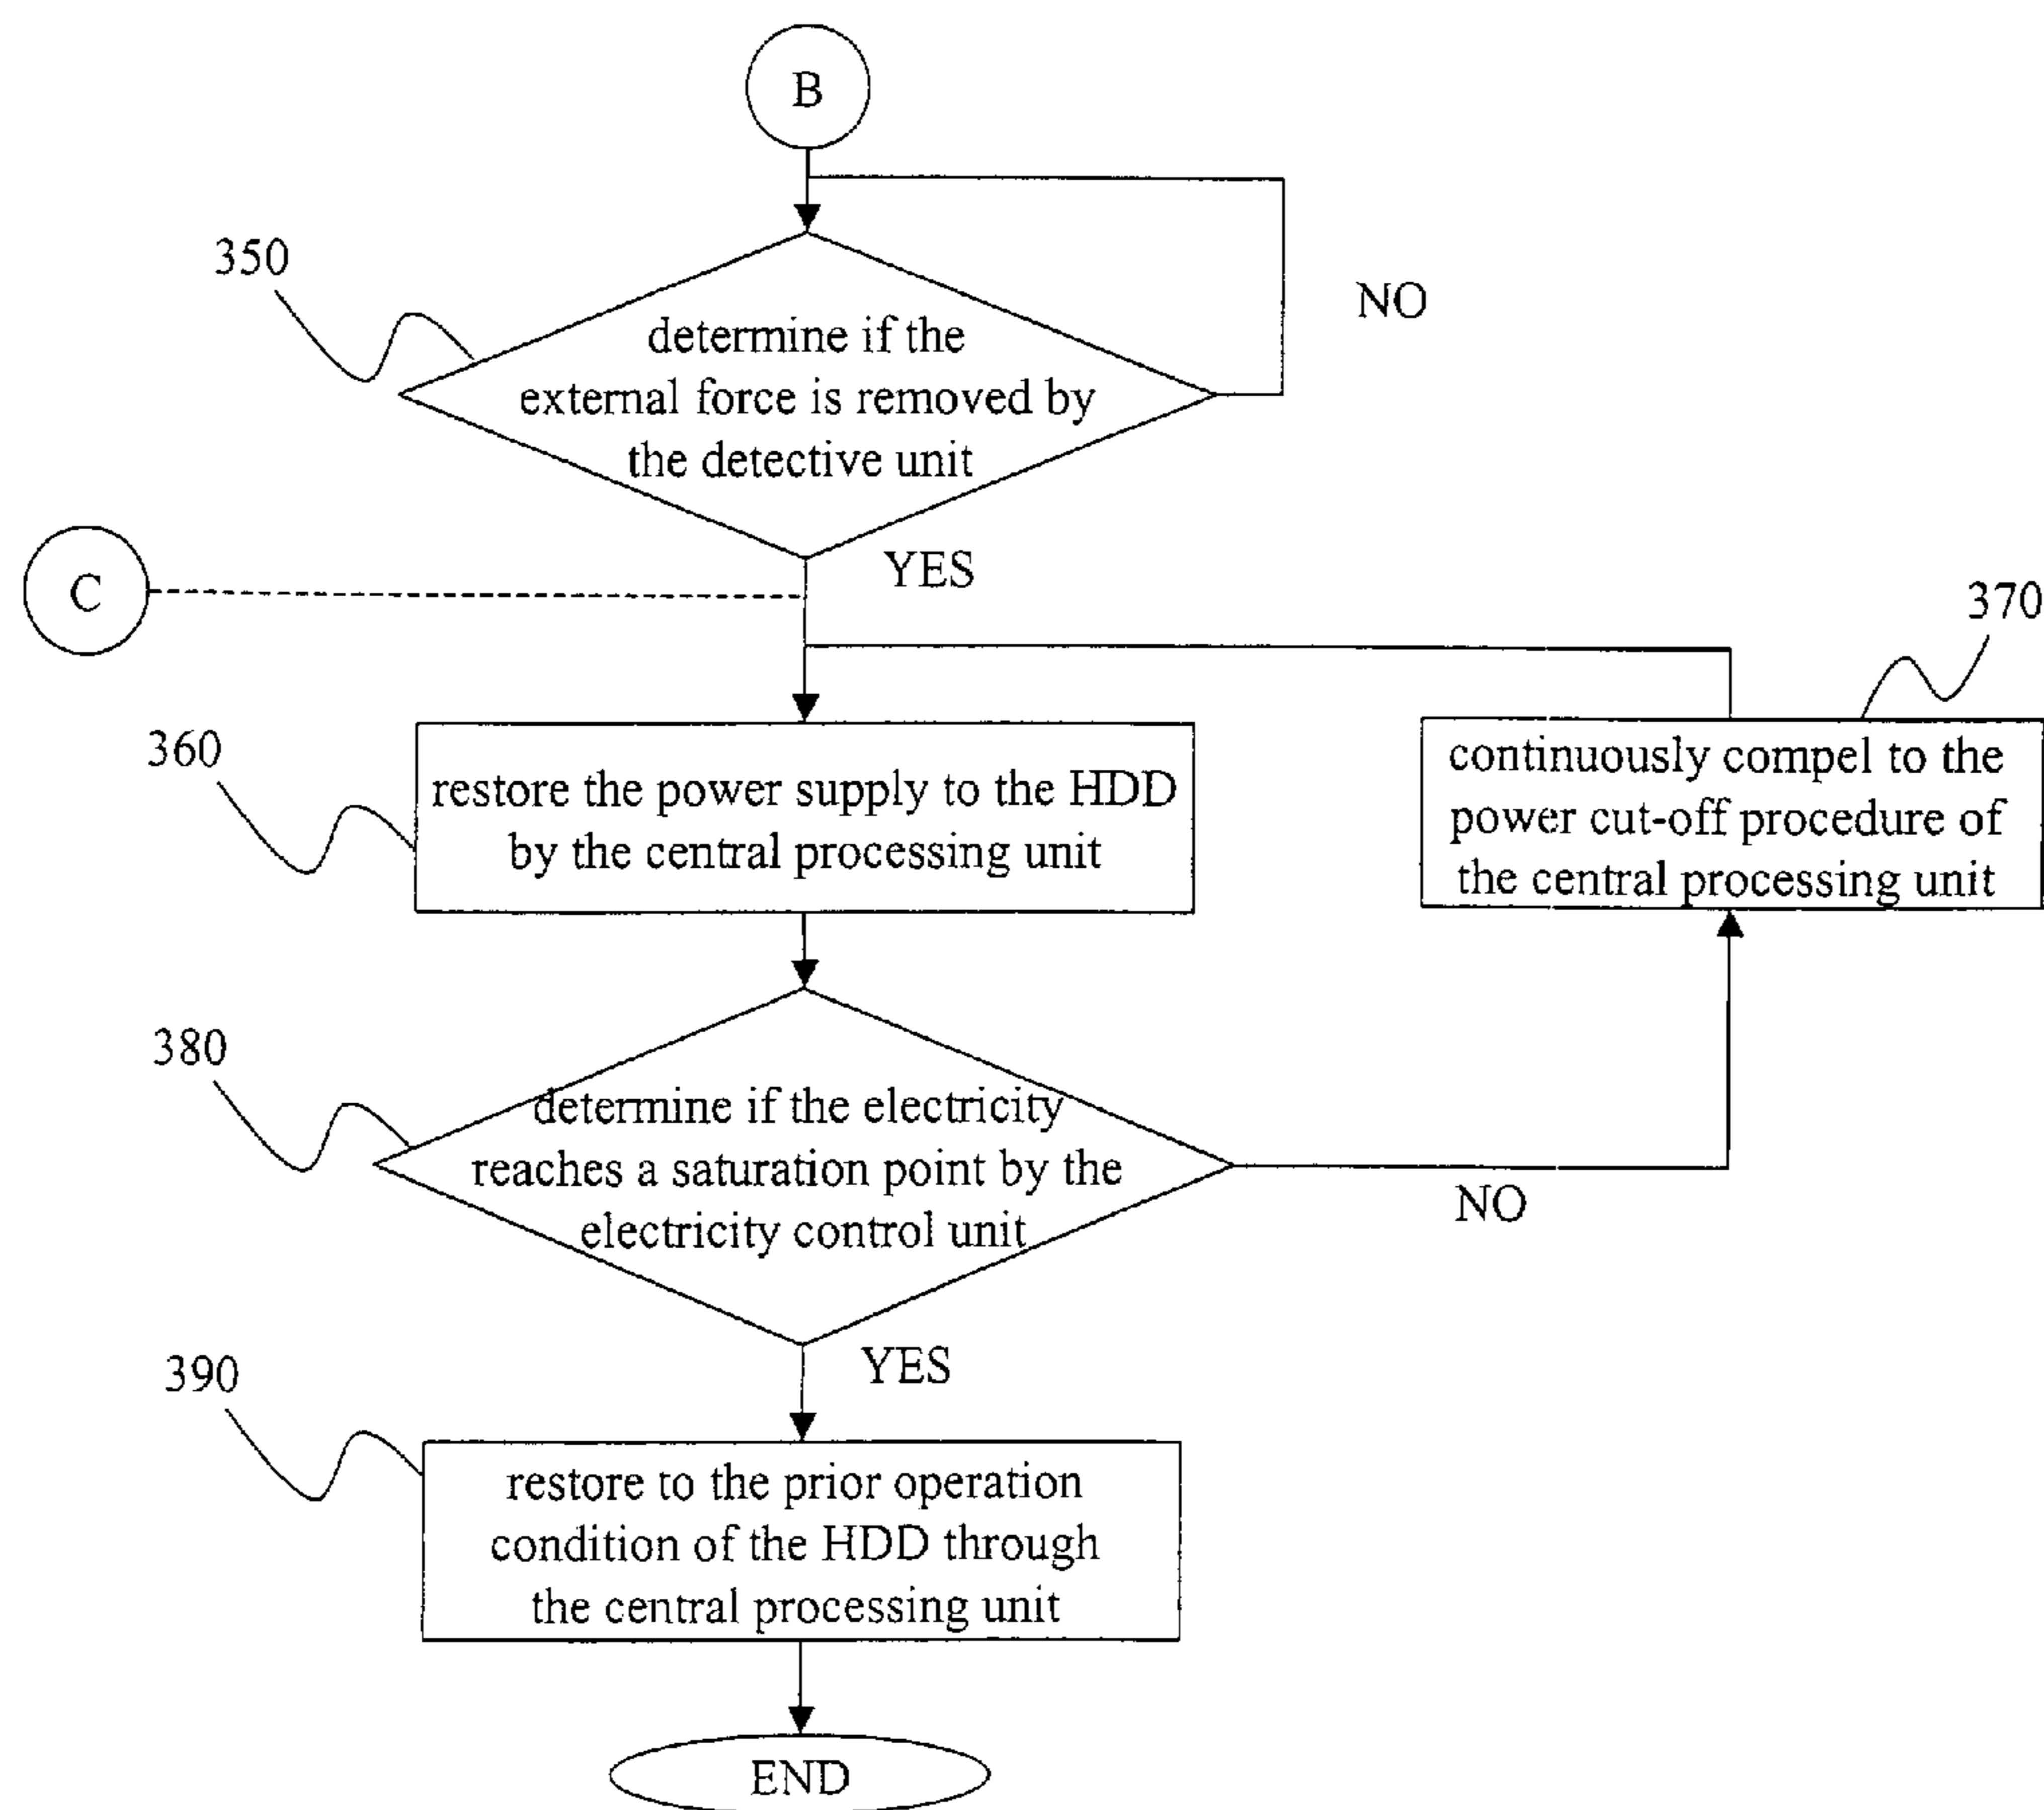 B
350
NO
determine if the
external force is removed by
the detective unit
YES
C
370
360
restore the power supply to the HDD
by the central processing unit
continuously compel to the
power cut-off procedure of
the central processing unit
380
determine if the electricity
reaches a saturation point by the
electricity control unit
NO
YES
390
restore to the prior operation
condition of the HDD through
the central processing unit
END